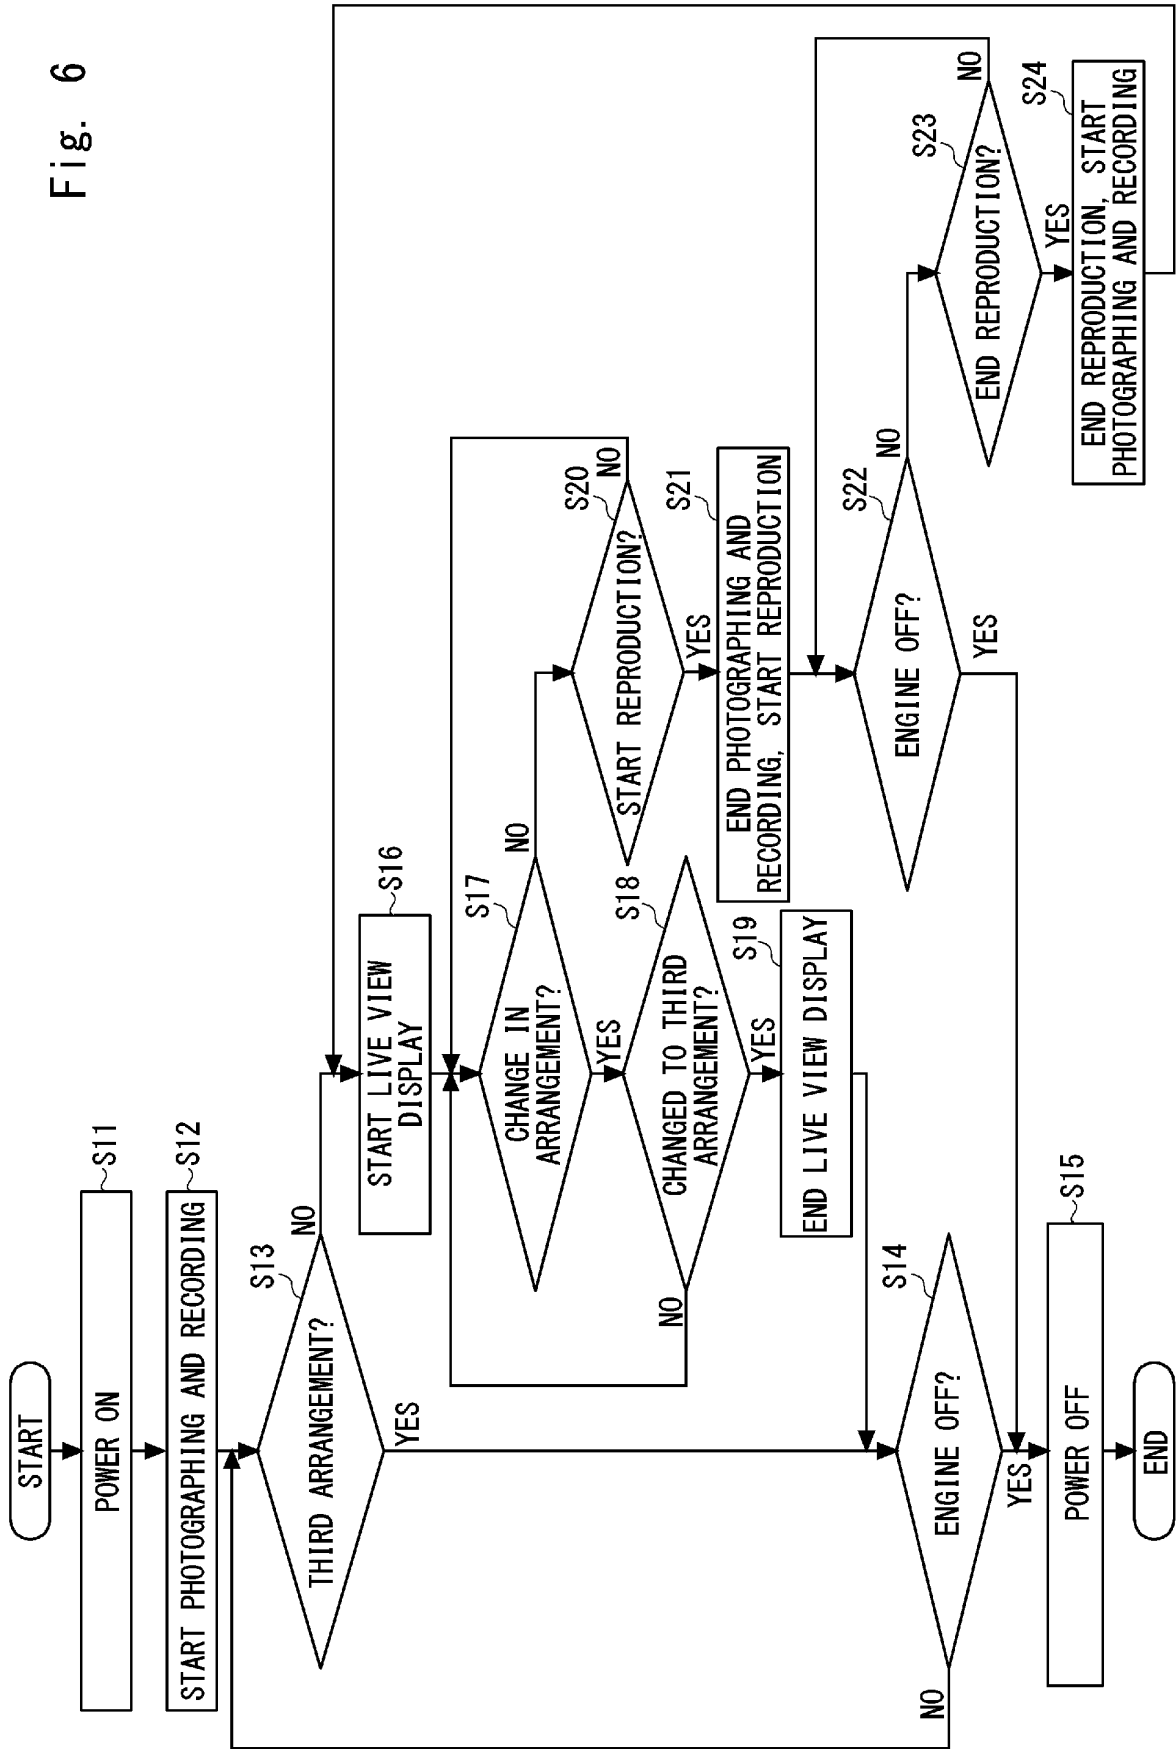 Fig. 6
START
POWER ON
S11
START PHOTOGRAPHING AND RECORDING
S12
THIRD ARRANGEMENT?
S13
NO
YES
START LIVE VIEW
DISPLAY
S16
CHANGE IN
ARRANGEMENT?
S17
NO
YES
CHANGED TO THIRD
ARRANGEMENT?
S18
NO
YES
END LIVE VIEW DISPLAY
S19
START REPRODUCTION?
S20
NO
YES
END PHOTOGRAPHING AND
RECORDING, START REPRODUCTION
S21
ENGINE OFF?
S22
NO
YES
END REPRODUCTION?
S23
NO
YES
END REPRODUCTION, START
PHOTOGRAPHING AND RECORDING
S24
ENGINE OFF?
S14
NO
YES
POWER OFF
S15
END